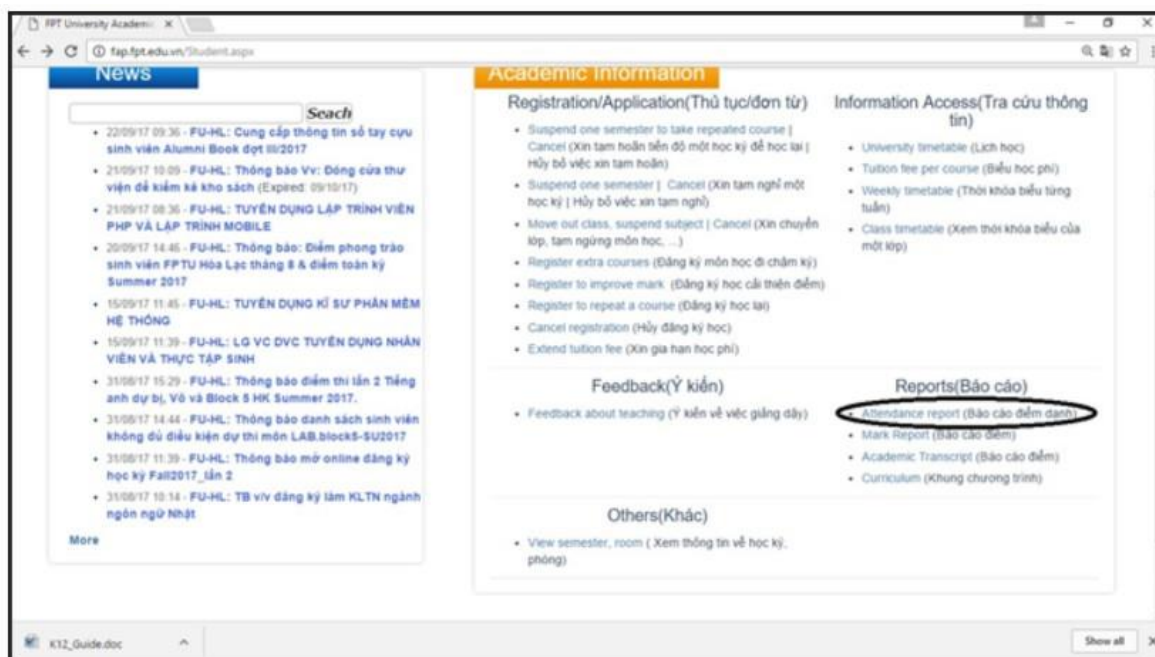 FPT University Academic
fap.fpt.edu.vn/Student.aspx
News
Seach
22/09/17 09:36 - FU-HL: Cung cấp thông tin sổ tay cựu
sinh viên Alumni Book đợt III/2017
21/09/17 10:09 - FU-HL: Thông báo Vv: Đóng cửa thư
viện để kiểm kê kho sách (Expired: 09/10/17)
21/09/17 08:36 - FU-HL: TUYỂN DỤNG LẬP TRÌNH VIÊN
PHP VÀ LẬP TRÌNH MOBILE
20/09/17 14:46 - FU-HL: Thông báo: Điểm phong trào
sinh viên FPTU Hòa Lạc tháng 8 & điểm toàn kỳ
Summer 2017
15/09/17 11:45 - FU-HL: TUYỂN DỤNG KĨ SƯ PHẦN MỀM
HỆ THỐNG
15/09/17 11:39 - FU-HL: LG VC DVC TUYỂN DỤNG NHÂN
VIÊN VÀ THỰC TẬP SINH
31/08/17 15:29 - FU-HL: Thông báo điểm thi lần 2 Tiếng
anh dự bị, Võ và Block 5 HK Summer 2017.
31/08/17 14:44 - FU-HL: Thông báo danh sách sinh viên
không đủ điều kiện dự thi môn LAB.block5-SU2017
31/08/17 11:39 - FU-HL: Thông báo mở online đăng ký
học kỳ Fall2017_lần 2
31/08/17 10:14 - FU-HL: TB v/v đăng ký làm KLTN ngành
ngôn ngữ Nhật
More
Academic Information
Registration/Application(Thủ tục/đơn từ)
Suspend one semester to take repeated course |
Cancel (Xin tạm hoãn tiến độ một học kỳ để học lại |
Hủy bỏ việc xin tạm hoãn)
Suspend one semester | Cancel (Xin tạm nghỉ một
học kỳ | Hủy bỏ việc xin tạm nghỉ)
Move out class, suspend subject | Cancel (Xin chuyển
lớp, tạm ngừng môn học, ...)
Register extra courses (Đăng ký môn học đi chậm kỳ)
Register to improve mark (Đăng ký học cải thiện điểm)
Register to repeat a course (Đăng ký học lại)
Cancel registration (Hủy đăng ký học)
Extend tuition fee (Xin gia hạn học phí)
Information Access(Tra cứu thông
tin)
University timetable (Lịch học)
Tuition fee per course (Biểu học phí)
Weekly timetable (Thời khóa biểu từng
tuần)
Class timetable (Xem thời khóa biểu của
một lớp)
Feedback(Ý kiến)
Feedback about teaching (Ý kiến về việc giảng dạy)
Reports(Báo cáo)
Attendance report (Báo cáo điểm danh)
Mark Report (Báo cáo điểm)
Academic Transcript (Báo cáo điểm)
Curriculum (Khung chương trình)
Others(Khác)
View semester, room ( Xem thông tin về học kỳ,
phòng)
K12_Guide.doc
Show all